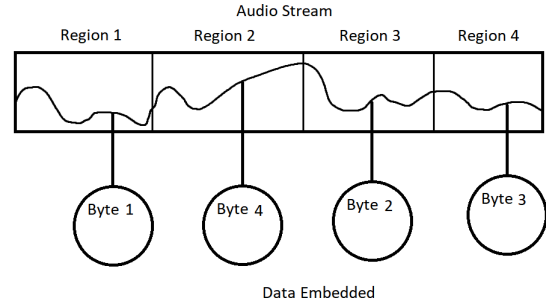 Audio Stream
Region 1 Region 2 Region 3 Region 4
Byte 1 Byte 4 Byte 2 Byte 3
Data Embedded